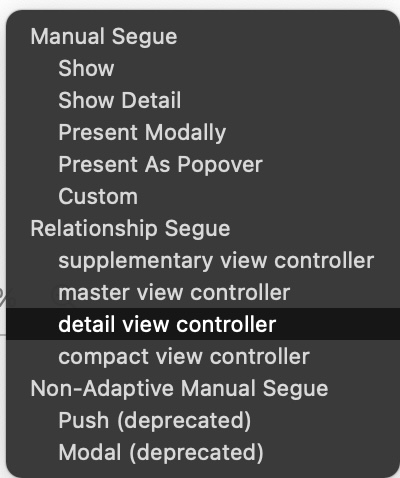 Manual Segue
Show
Show Detail
Present Modally
Present As Popover
Custom
Relationship Segue
supplementary view controller
master view controller
detail view controller
compact view controller
Non-Adaptive Manual Segue
Push (deprecated)
Modal (deprecated)